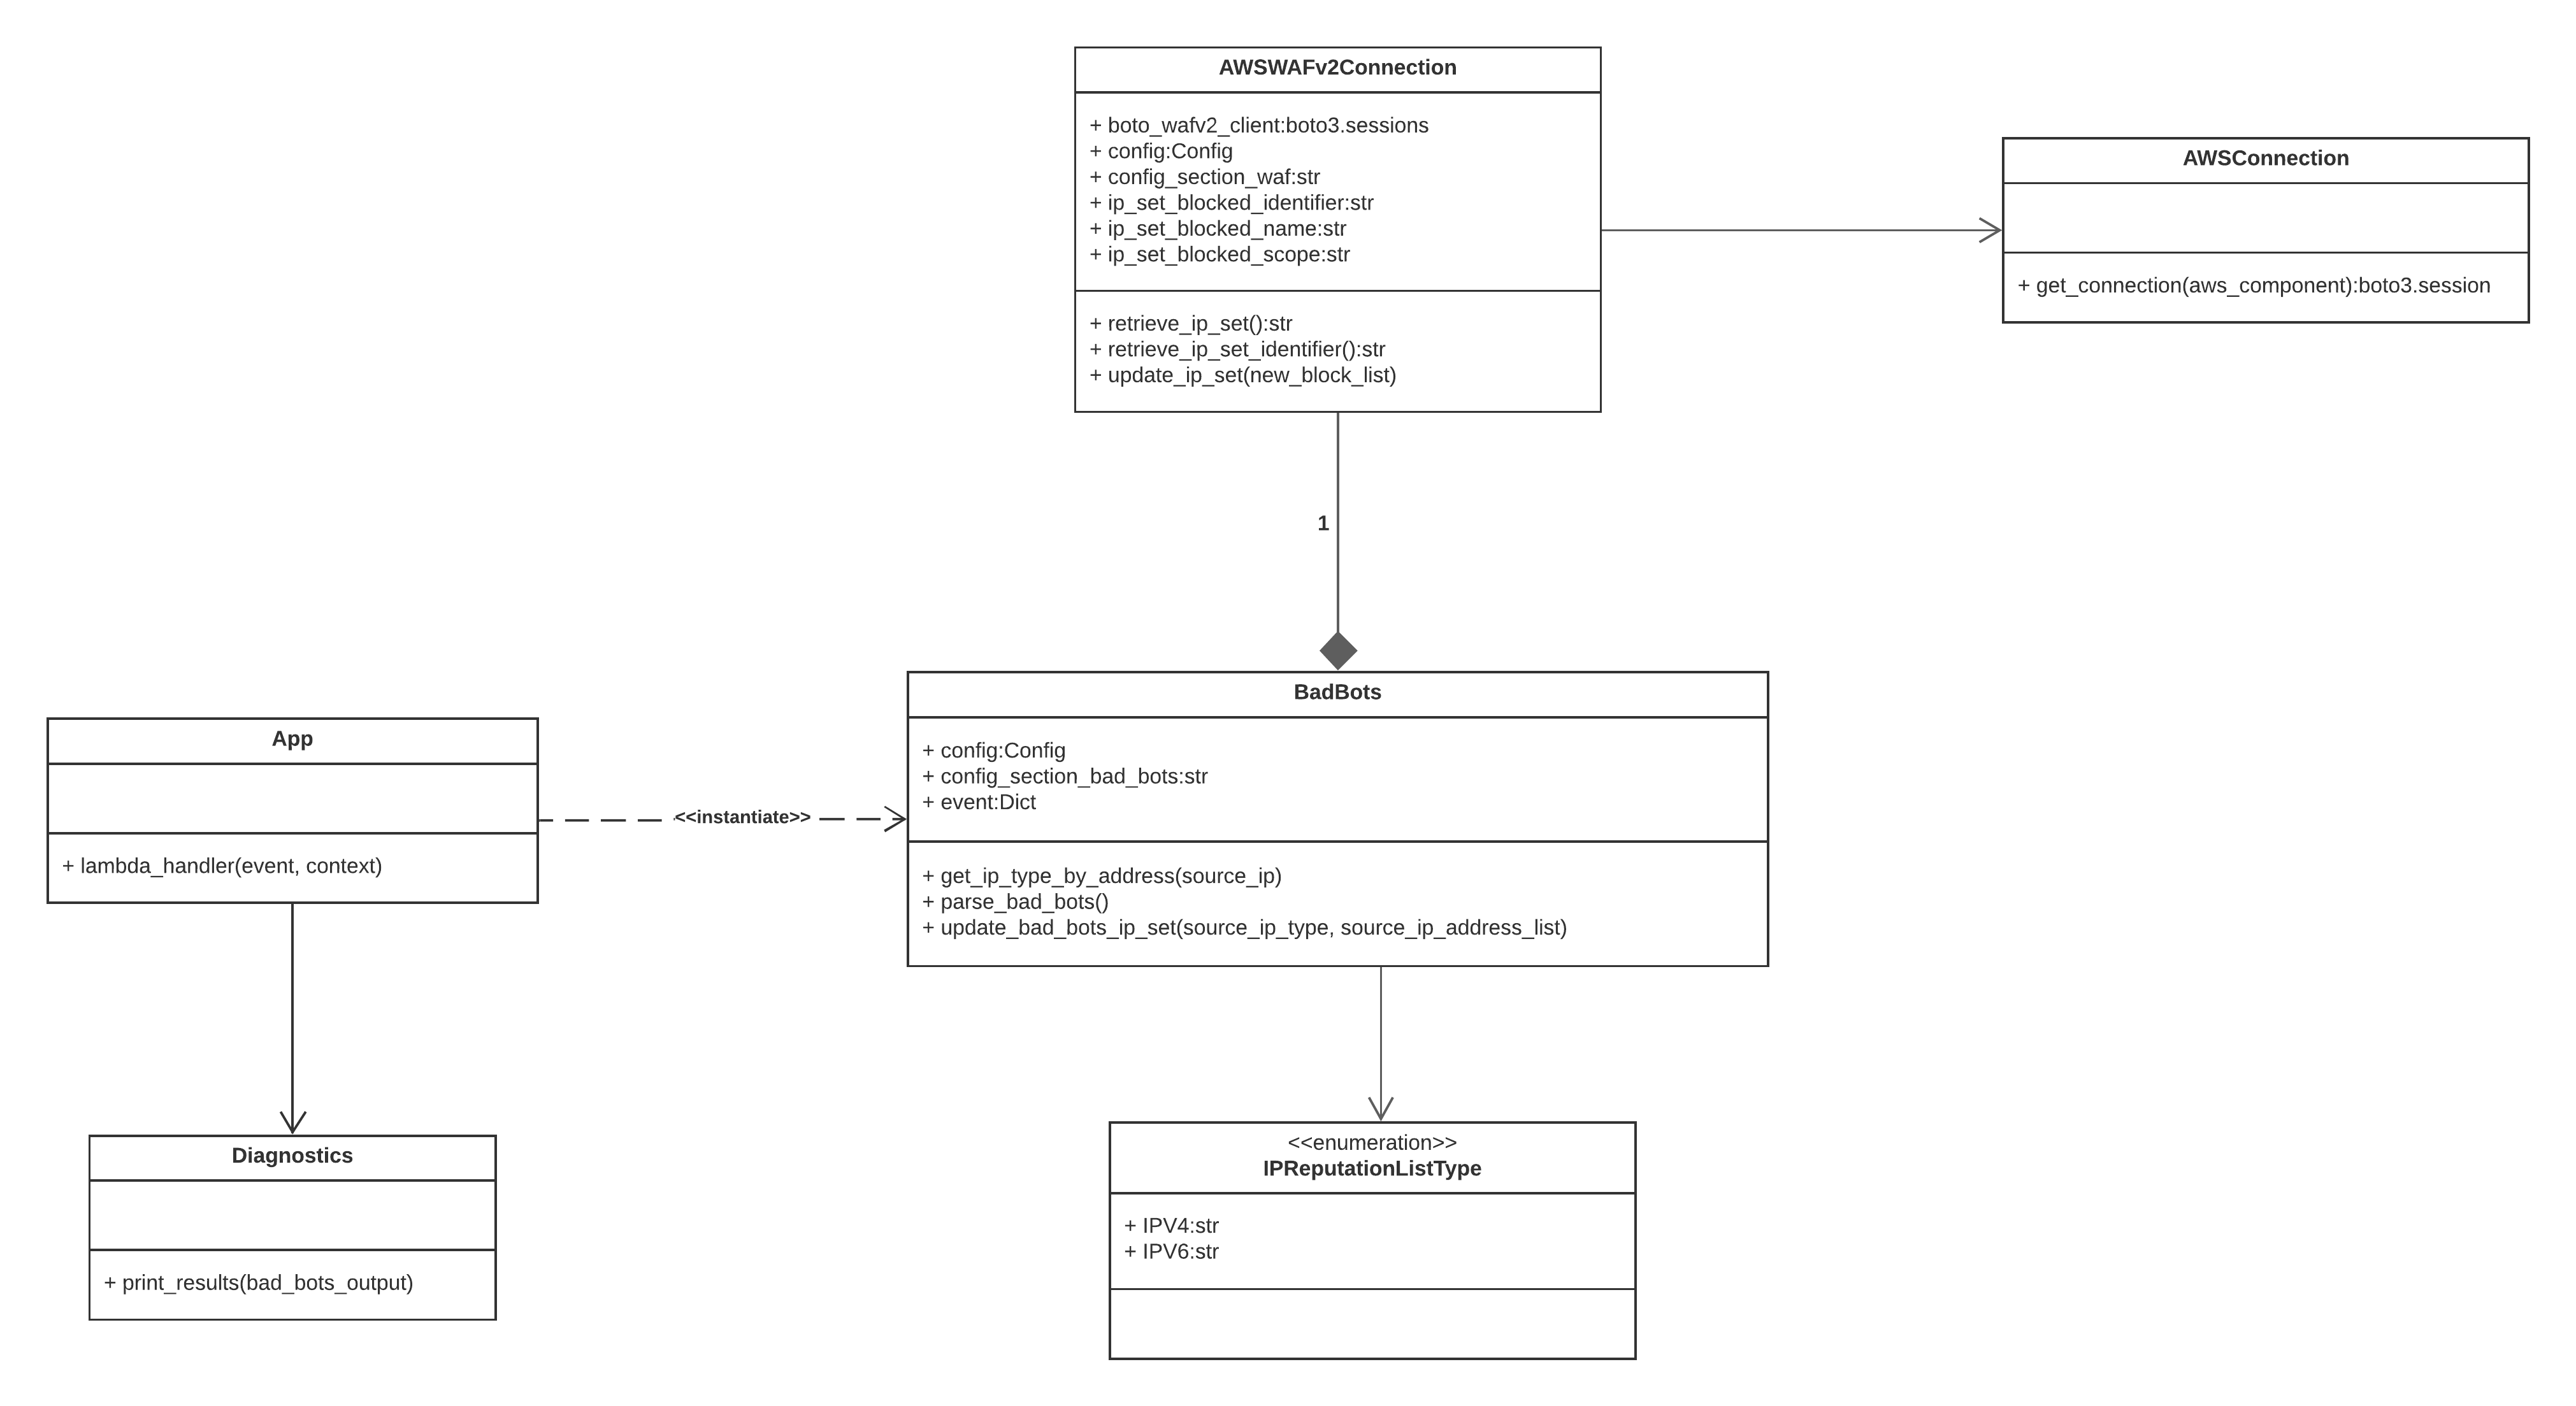 AWSWAFv2Connection
+ boto_wafv2_client:boto3.sessions
+ config:Config
+ config_section_waf:str
+ ip_set_blocked_identifier:str
+ ip_set_blocked_name:str
+ ip_set_blocked_scope:str
+ retrieve_ip_set():str
+ retrieve_ip_set_identifier():str
+ update_ip_set(new_block_list)
AWSConnection
+ get_connection(aws_component):boto3.session
1
BadBots
+ config:Config
+ config_section_bad_bots:str
+ event:Dict
+ get_ip_type_by_address(source_ip)
+ parse_bad_bots()
+ update_bad_bots_ip_set(source_ip_type, source_ip_address_list)
App
+ lambda_handler(event, context)
<<instantiate>>
Diagnostics
+ print_results(bad_bots_output)
<<enumeration>>
IPReputationListType
+ IPV4:str
+ IPV6:str